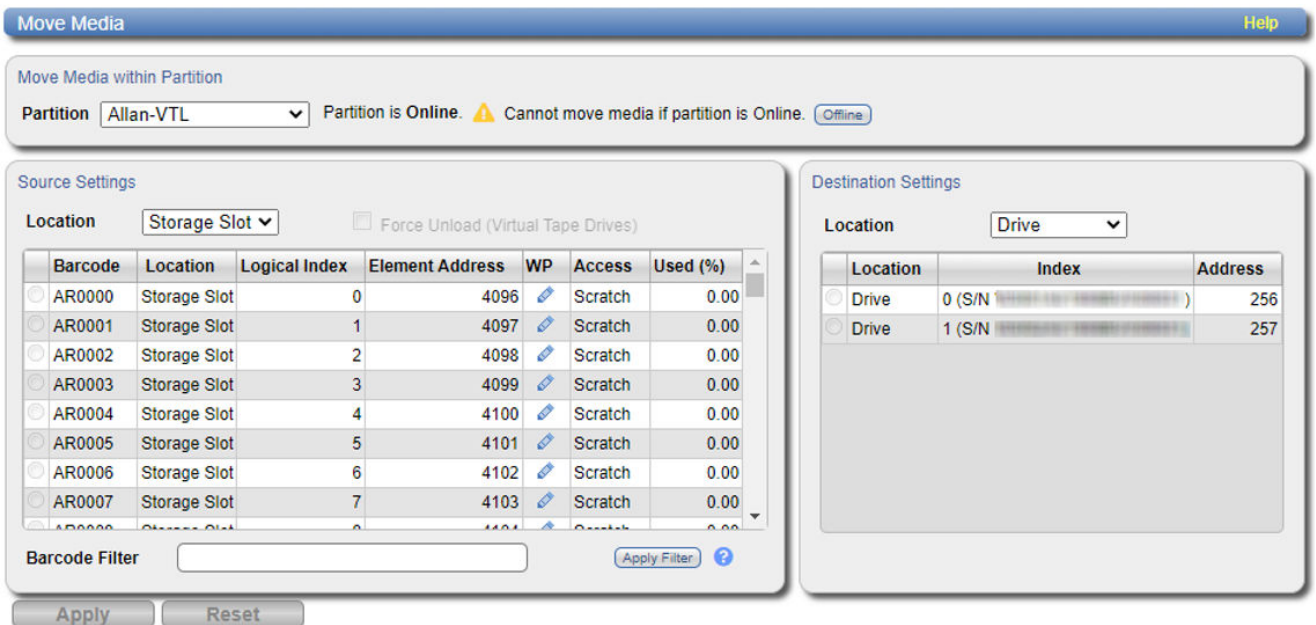 Move Media Help
Move Media within Partition
Partition Allan-VTL Partition is Online. Cannot move media if partition is Online. Offline
Source Settings
Location Storage Slot Force Unload (Virtual Tape Drives)
Barcode Location Logical Index Element Address WP Access Used (%)
AR0000 Storage Slot 0 4096 Scratch 0.00
AR0001 Storage Slot 1 4097 Scratch 0.00
AR0002 Storage Slot 2 4098 Scratch 0.00
AR0003 Storage Slot 3 4099 Scratch 0.00
AR0004 Storage Slot 4 4100 Scratch 0.00
AR0005 Storage Slot 5 4101 Scratch 0.00
AR0006 Storage Slot 6 4102 Scratch 0.00
AR0007 Storage Slot 7 4103 Scratch 0.00
Barcode Filter Apply Filter ?
Destination Settings
Location Drive
Location Index Address
Drive 0 (S/N ) 256
Drive 1 (S/N 257
Apply Reset